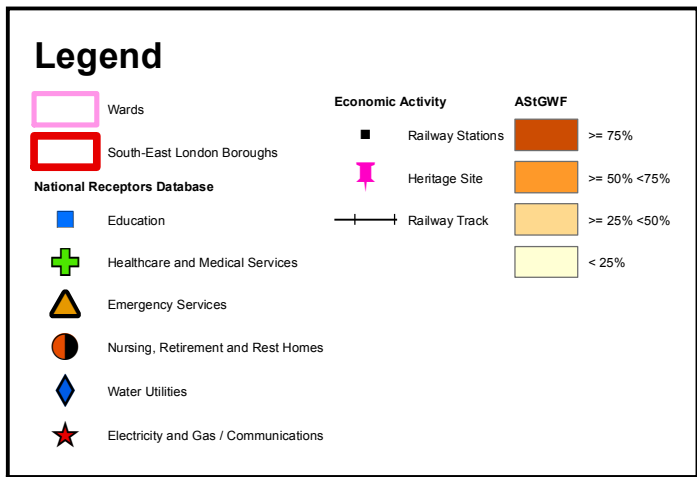 Legend
Wards
South-East London Boroughs
National Receptors Database
Education
Healthcare and Medical Services
Emergency Services
Nursing, Retirement and Rest Homes
Water Utilities
Electricity and Gas / Communications
Economic Activity
Railway Stations
Heritage Site
Railway Track
AStGWF
>= 75%
>= 50% <75%
>= 25% <50%
< 25%